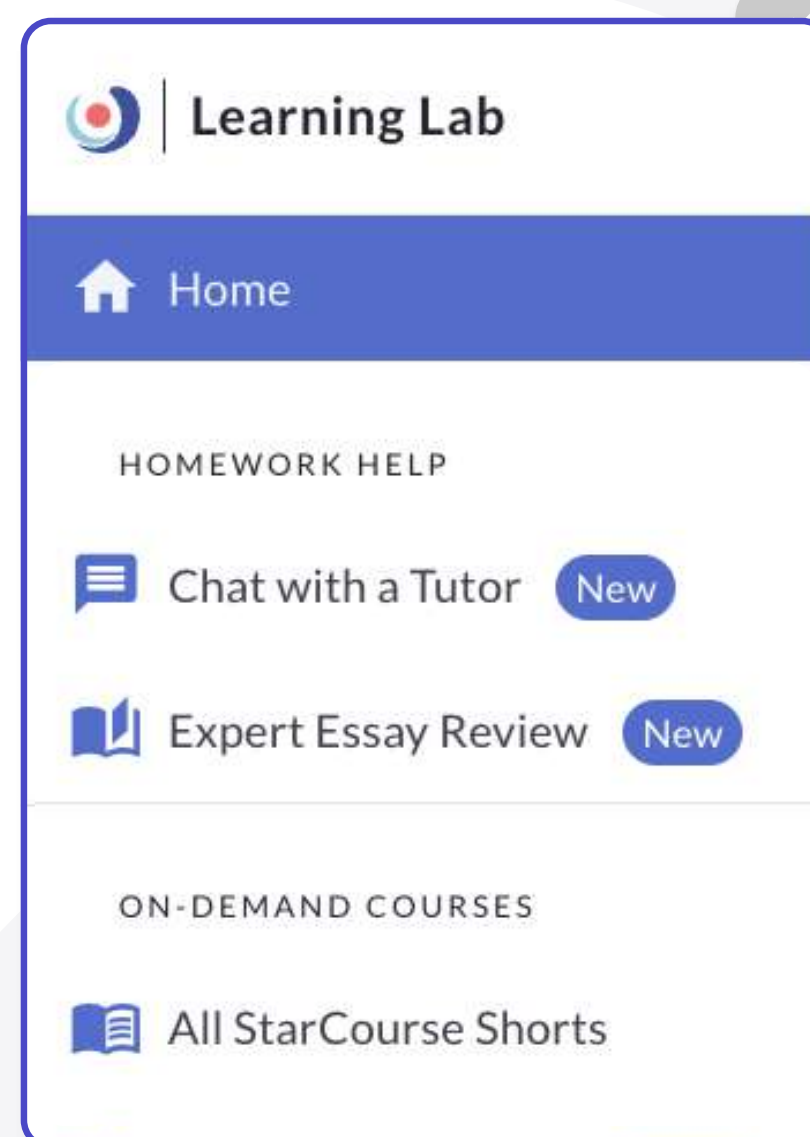 Learning Lab
Home
HOMEWORK HELP
Chat with a Tutor New
Expert Essay Review New
ON-DEMAND COURSES
All StarCourse Shorts